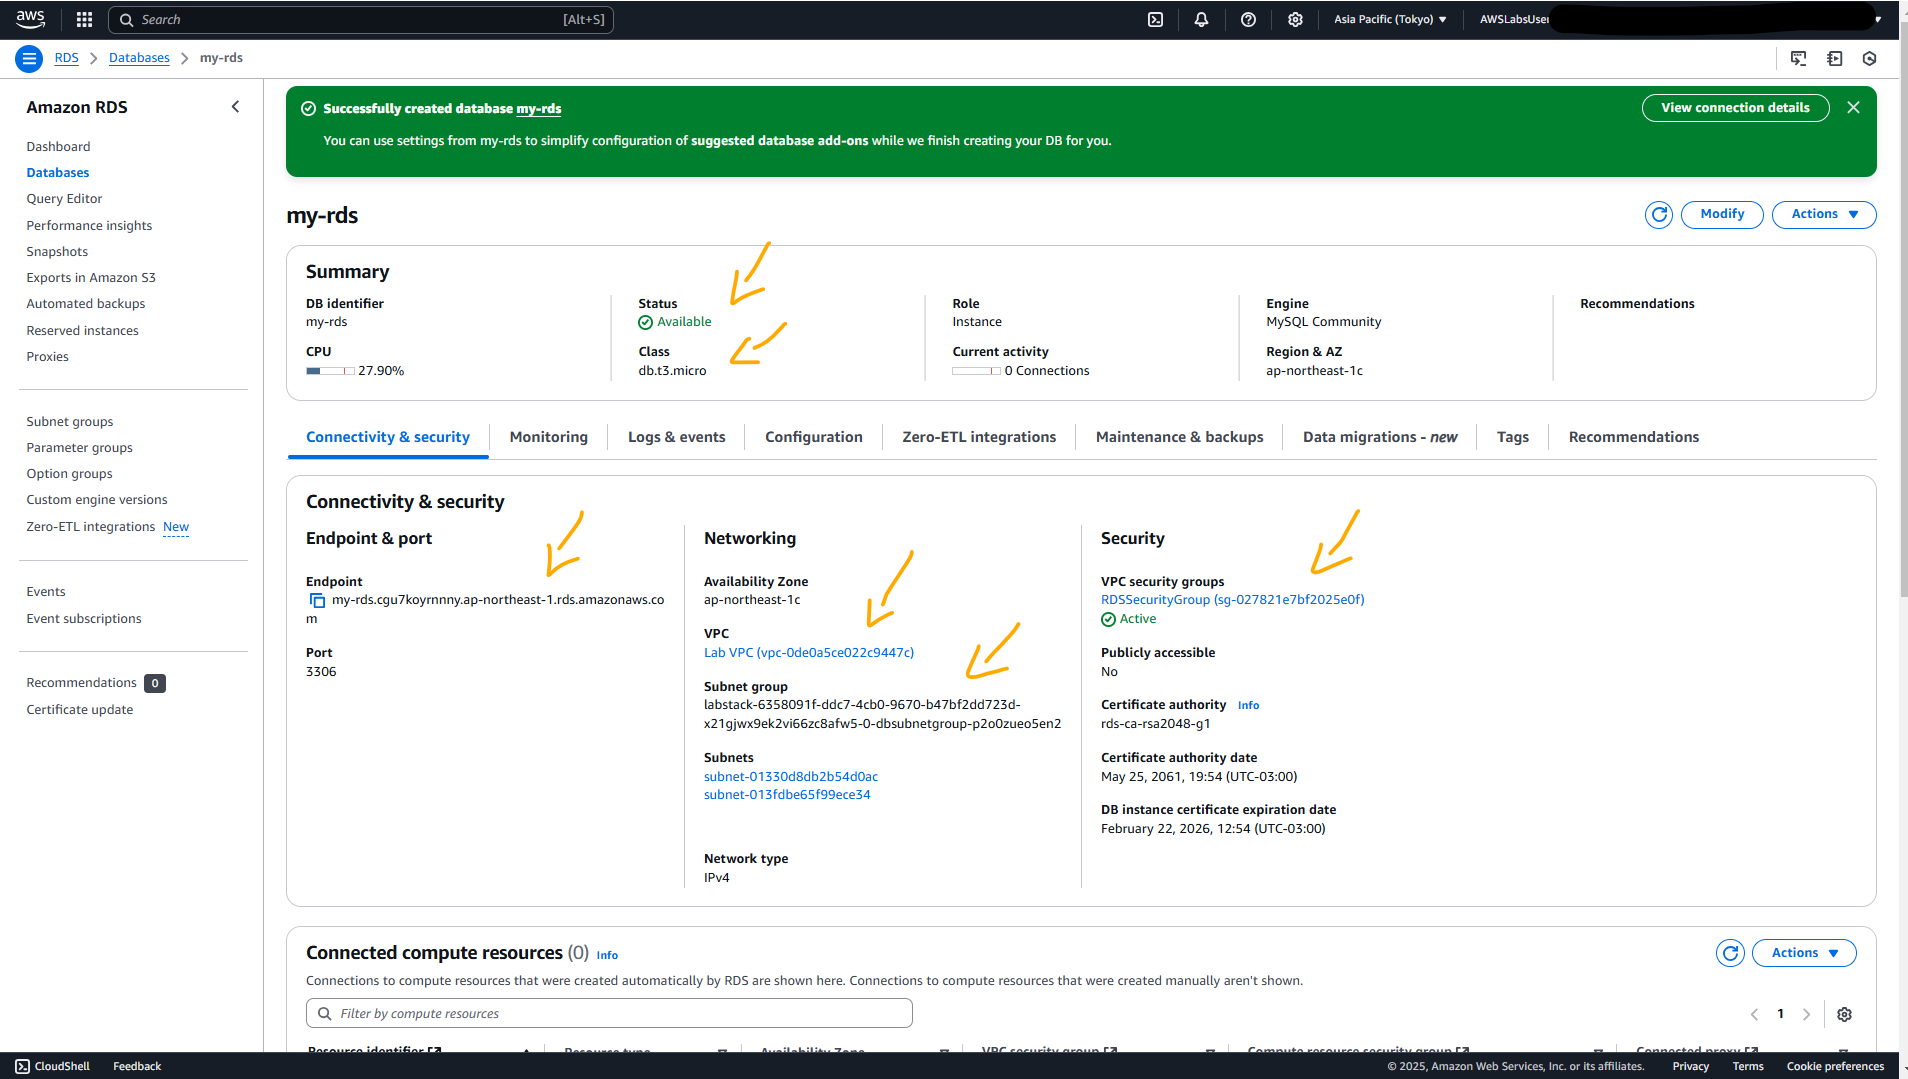 aws
Search [Alt+S]
Asia Pacific (Tokyo)
AWSLabsUser
RDS
Databases
my-rds
Amazon RDS
Dashboard
Databases
Query Editor
Performance insights
Snapshots
Exports in Amazon S3
Automated backups
Reserved instances
Proxies
Subnet groups
Parameter groups
Option groups
Custom engine versions
Zero-ETL integrations New
Events
Event subscriptions
Recommendations 0
Certificate update
Successfully created database my-rds
View connection details
You can use settings from my-rds to simplify configuration of suggested database add-ons while we finish creating your DB for you.
my-rds
Modify
Actions
Summary
DB identifier
my-rds
CPU
27.90%
Status
Available
Class
db.t3.micro
Role
Instance
Current activity
0 Connections
Engine
MySQL Community
Region & AZ
ap-northeast-1c
Recommendations
Connectivity & security
Monitoring
Logs & events
Configuration
Zero-ETL integrations
Maintenance & backups
Data migrations - new
Tags
Recommendations
Connectivity & security
Endpoint & port
Endpoint
my-rds.cgu7koyrnnny.ap-northeast-1.rds.amazonaws.co
m
Port
3306
Networking
Availability Zone
ap-northeast-1c
VPC
Lab VPC (vpc-0de0a5ce022c9447c)
Subnet group
labstack-6358091f-ddc7-4cb0-9670-b47bf2dd723d-
x21gjwx9ek2vi66zc8afw5-0-dbsubnetgroup-p2o0zueo5en2
Subnets
subnet-01330d8db2b54d0ac
subnet-013fdbe65f99ece34
Network type
IPv4
Security
VPC security groups
RDSSecurityGroup (sg-027821e7bf2025e0f)
Active
Publicly accessible
No
Certificate authority Info
rds-ca-rsa2048-g1
Certificate authority date
May 25, 2061, 19:54 (UTC-03:00)
DB instance certificate expiration date
February 22, 2026, 12:54 (UTC-03:00)
Connected compute resources (0) Info
Actions
Connections to compute resources that were created automatically by RDS are shown here. Connections to compute resources that were created manually aren't shown.
Filter by compute resources
1
Resource identifier
Resource type
Availability Zone
VPC security group
Compute resource security group
Connected proxy
CloudShell
Feedback
© 2025, Amazon Web Services, Inc. or its affiliates.
Privacy
Terms
Cookie preferences